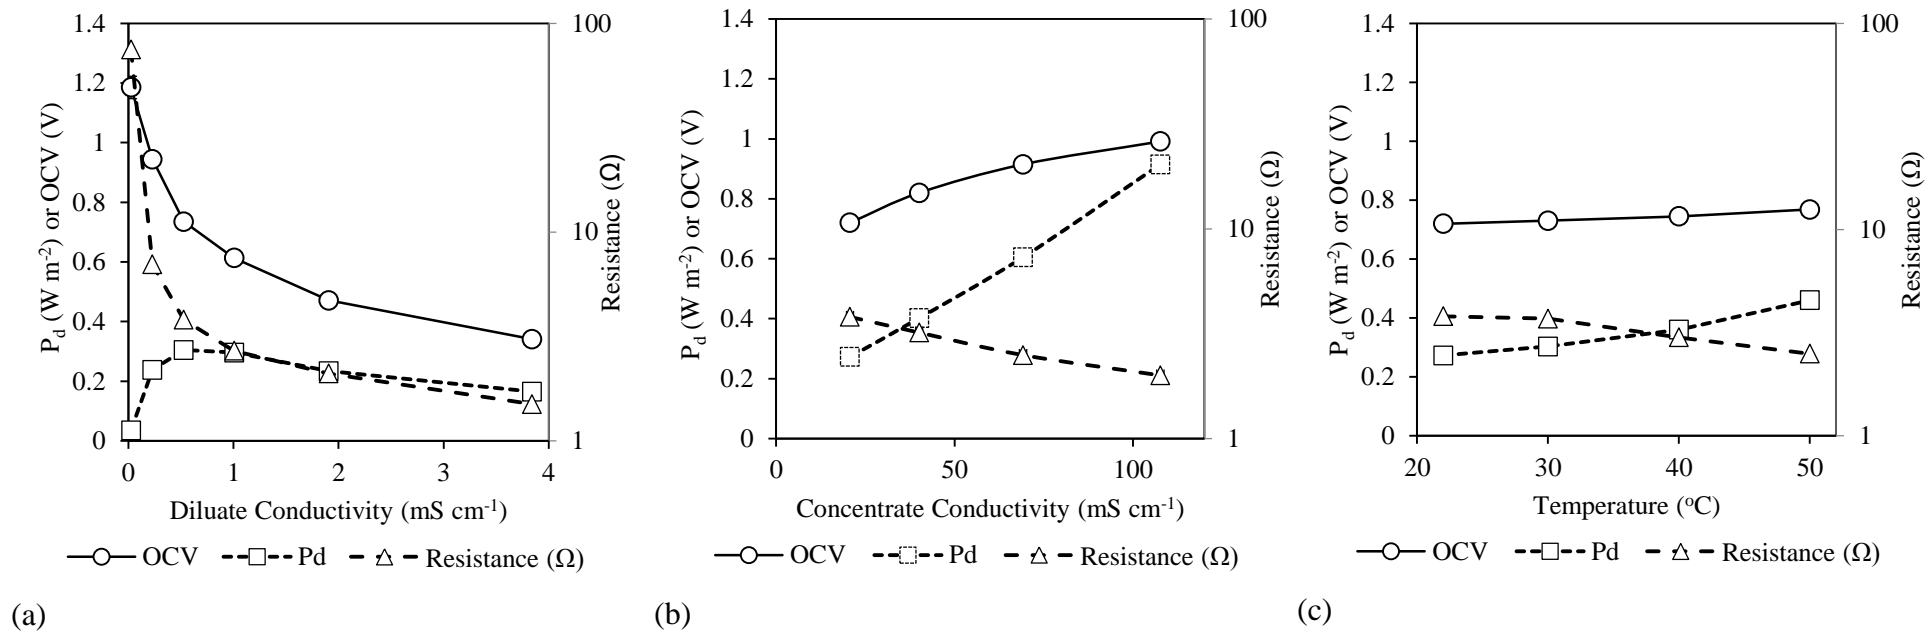 1.4
1.2
1
0.8
0.6
0.4
0.2
0
P_d (W m⁻²) or OCV (V)
100
10
1
Resistance (Ω)
0 1 2 3 4
Diluate Conductivity (mS cm⁻¹)
OCV Pd Resistance (Ω)
(a)
1.4
1.2
1
0.8
0.6
0.4
0.2
0
P_d (W m⁻²) or OCV (V)
100
10
1
Resistance (Ω)
0 50 100
Concentrate Conductivity (mS cm⁻¹)
OCV Pd Resistance (Ω)
(b)
1.4
1.2
1
0.8
0.6
0.4
0.2
0
P_d (W m⁻²) or OCV (V)
100
10
1
Resistance (Ω)
20 30 40 50
Temperature (ᵒC)
OCV Pd Resistance (Ω)
(c)